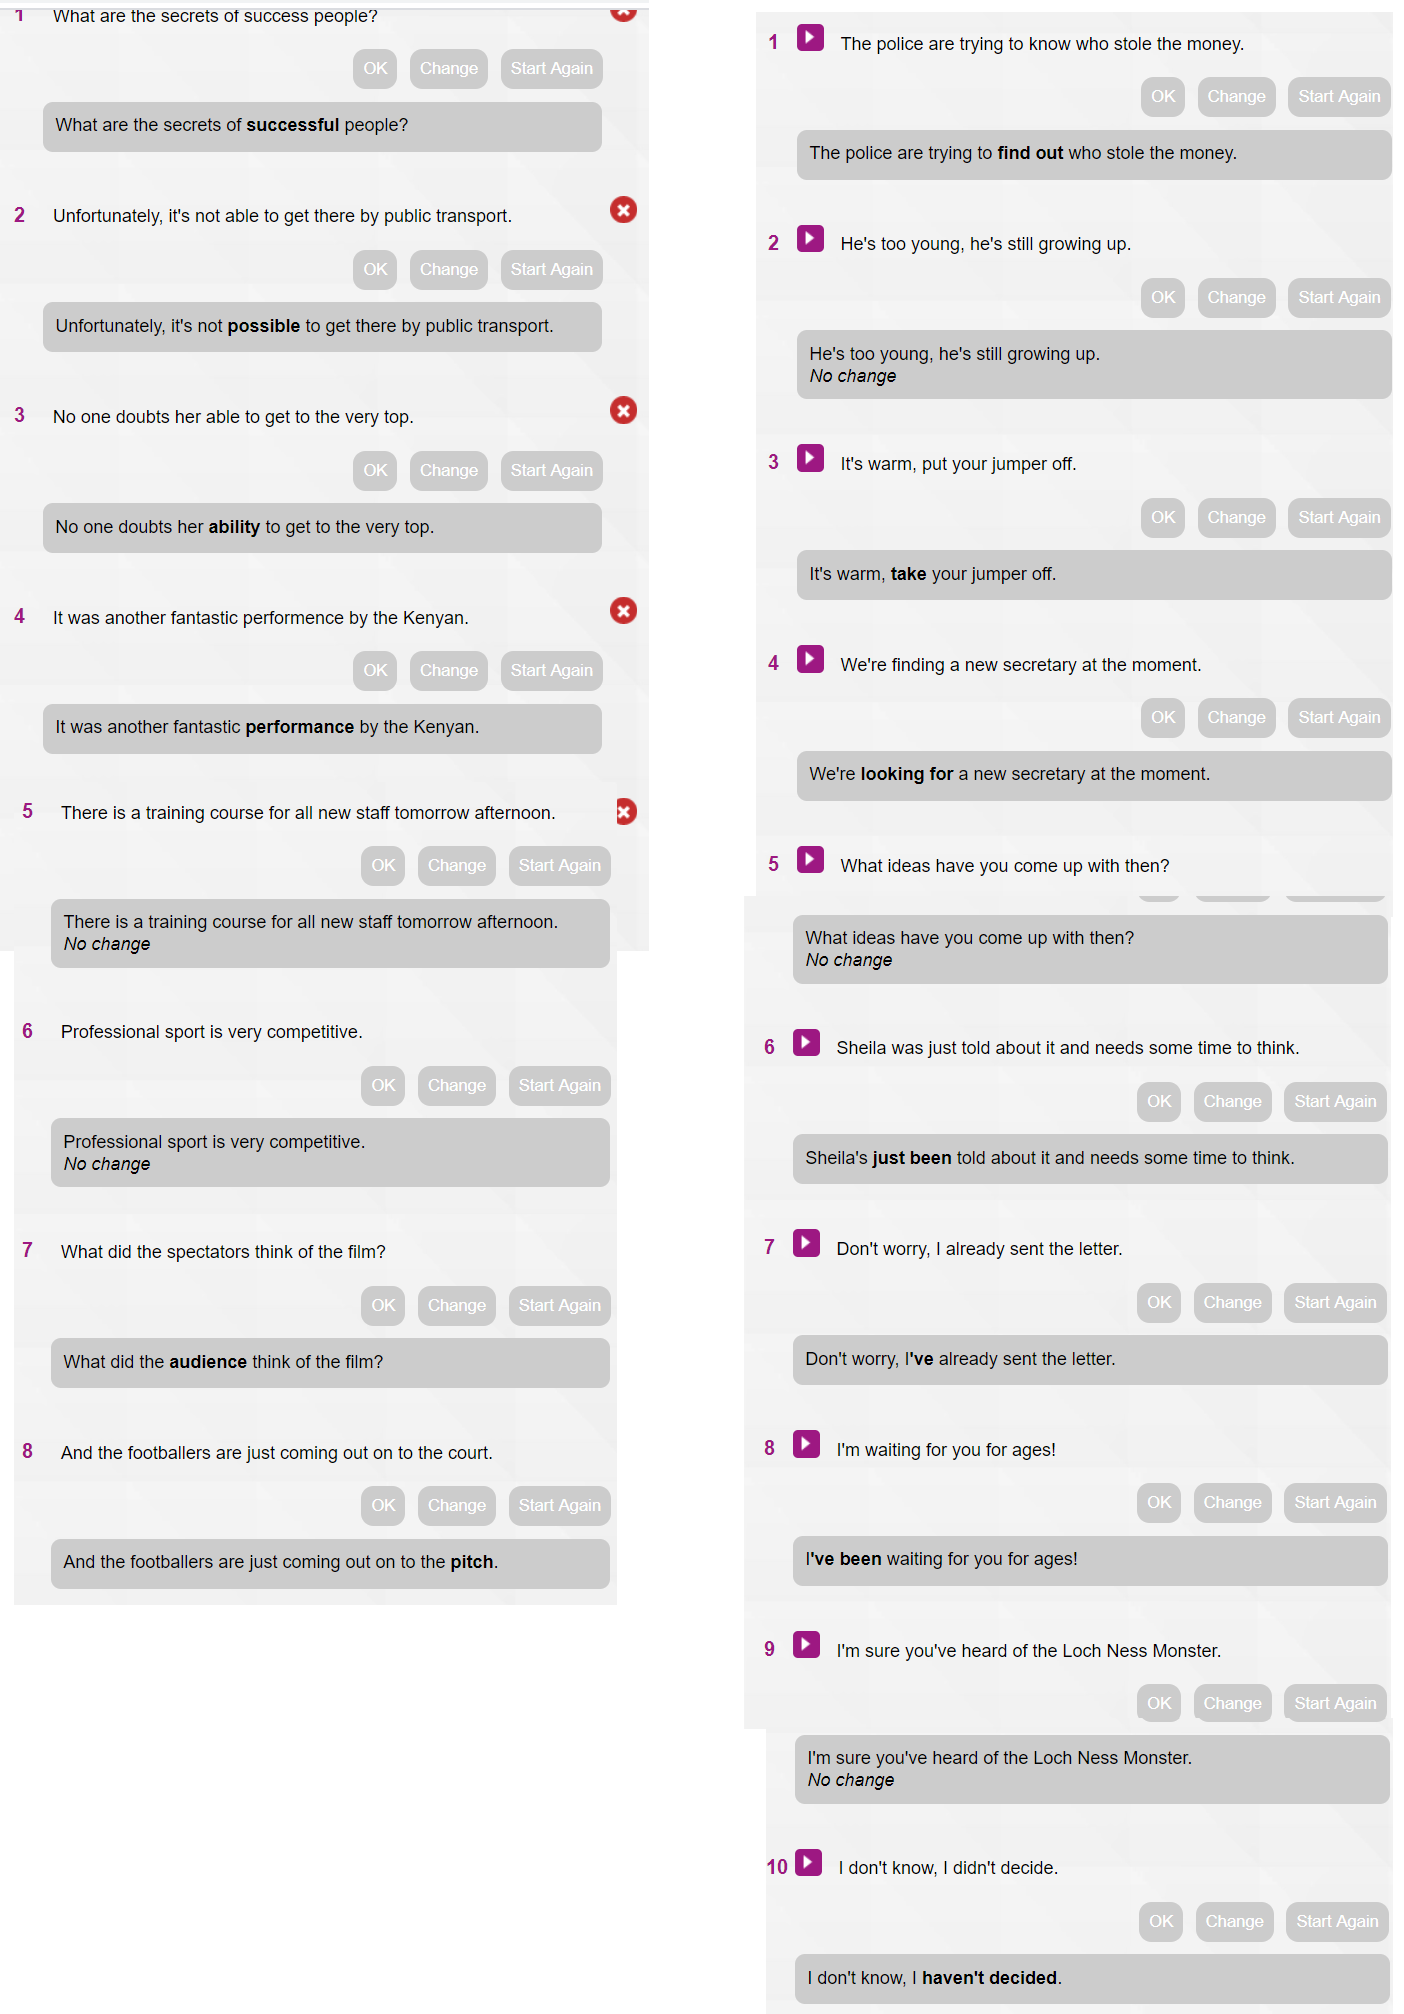 1 What are the secrets of success people?
OK Change Start Again
What are the secrets of successful people?
2 Unfortunately, it's not able to get there by public transport.
OK Change Start Again
Unfortunately, it's not possible to get there by public transport.
3 No one doubts her able to get to the very top.
OK Change Start Again
No one doubts her ability to get to the very top.
4 It was another fantastic performence by the Kenyan.
OK Change Start Again
It was another fantastic performance by the Kenyan.
5 There is a training course for all new staff tomorrow afternoon.
OK Change Start Again
There is a training course for all new staff tomorrow afternoon.
No change
6 Professional sport is very competitive.
OK Change Start Again
Professional sport is very competitive.
No change
7 What did the spectators think of the film?
OK Change Start Again
What did the audience think of the film?
8 And the footballers are just coming out on to the court.
OK Change Start Again
And the footballers are just coming out on to the pitch.
1 The police are trying to know who stole the money.
OK Change Start Again
The police are trying to find out who stole the money.
2 He's too young, he's still growing up.
OK Change Start Again
He's too young, he's still growing up.
No change
3 It's warm, put your jumper off.
OK Change Start Again
It's warm, take your jumper off.
4 We're finding a new secretary at the moment.
OK Change Start Again
We're looking for a new secretary at the moment.
5 What ideas have you come up with then?
What ideas have you come up with then?
No change
6 Sheila was just told about it and needs some time to think.
OK Change Start Again
Sheila's just been told about it and needs some time to think.
7 Don't worry, I already sent the letter.
OK Change Start Again
Don't worry, I've already sent the letter.
8 I'm waiting for you for ages!
OK Change Start Again
I've been waiting for you for ages!
9 I'm sure you've heard of the Loch Ness Monster.
OK Change Start Again
I'm sure you've heard of the Loch Ness Monster.
No change
10 I don't know, I didn't decide.
OK Change Start Again
I don't know, I haven't decided.